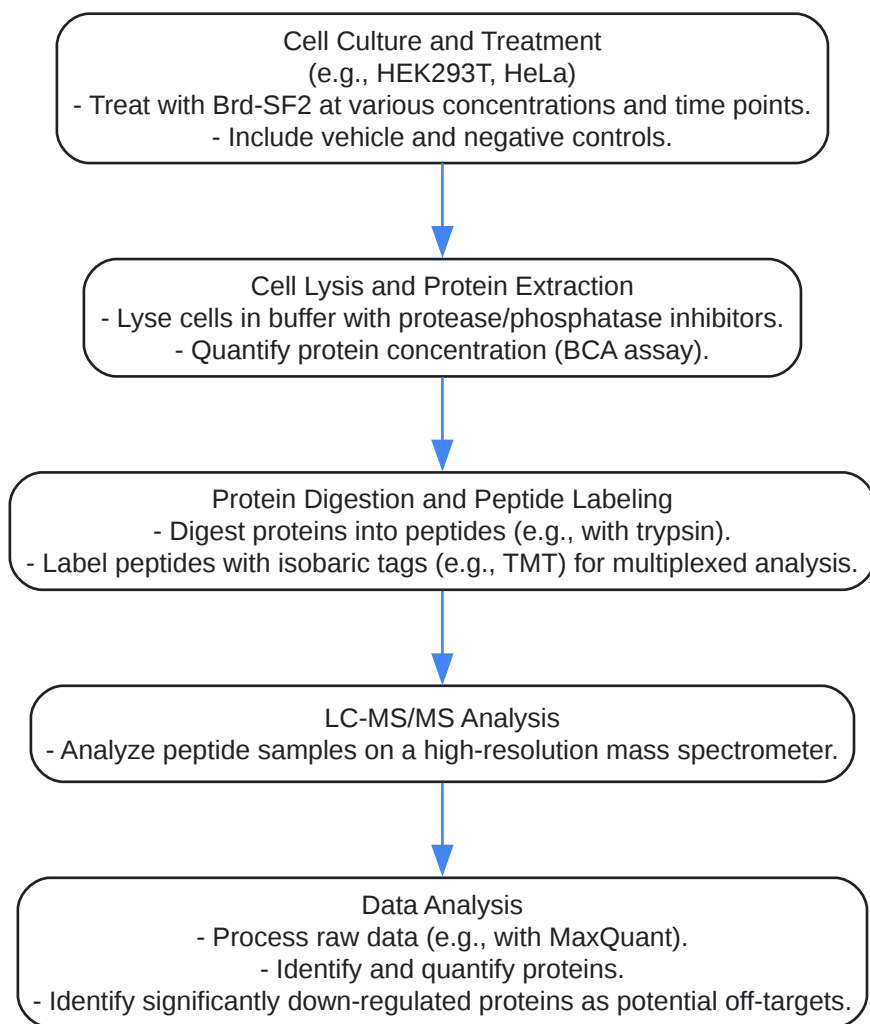 Cell Culture and Treatment
(e.g., HEK293T, HeLa)
- Treat with Brd-SF2 at various concentrations and time points.
- Include vehicle and negative controls.
Cell Lysis and Protein Extraction
- Lyse cells in buffer with protease/phosphatase inhibitors.
- Quantify protein concentration (BCA assay).
Protein Digestion and Peptide Labeling
- Digest proteins into peptides (e.g., with trypsin).
- Label peptides with isobaric tags (e.g., TMT) for multiplexed analysis.
LC-MS/MS Analysis
- Analyze peptide samples on a high-resolution mass spectrometer.
Data Analysis
- Process raw data (e.g., with MaxQuant).
- Identify and quantify proteins.
- Identify significantly down-regulated proteins as potential off-targets.